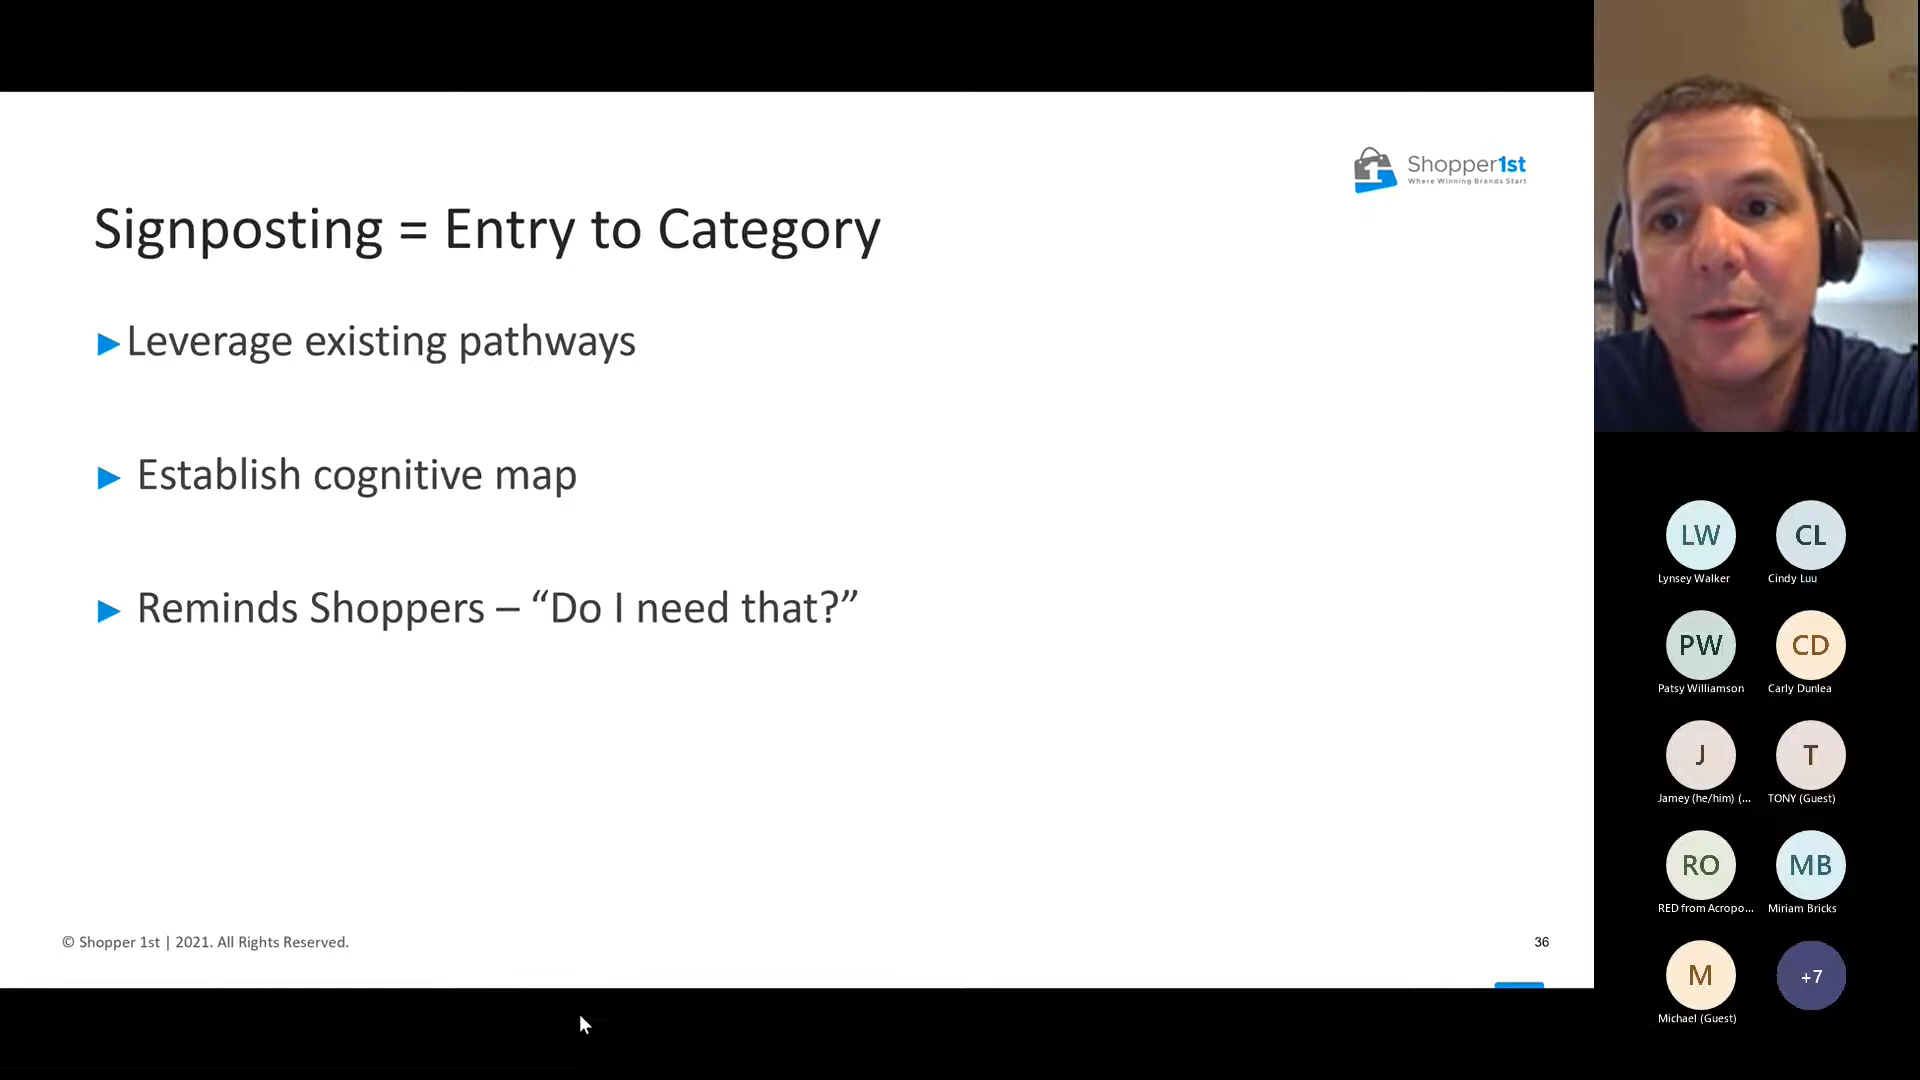 Shopper1st
Where Winning Brands Start
Signposting = Entry to Category
►Leverage existing pathways
► Establish cognitive map
► Reminds Shoppers – “Do I need that?”
© Shopper 1st | 2021. All Rights Reserved.
36
LW
CL
Lynsey Walker
Cindy Luu
PW
CD
Patsy Williamson
Carly Dunlea
J
T
Jamey (he/him) (...
TONY (Guest)
RO
MB
RED from Acropo...
Miriam Bricks
M
+7
Michael (Guest)